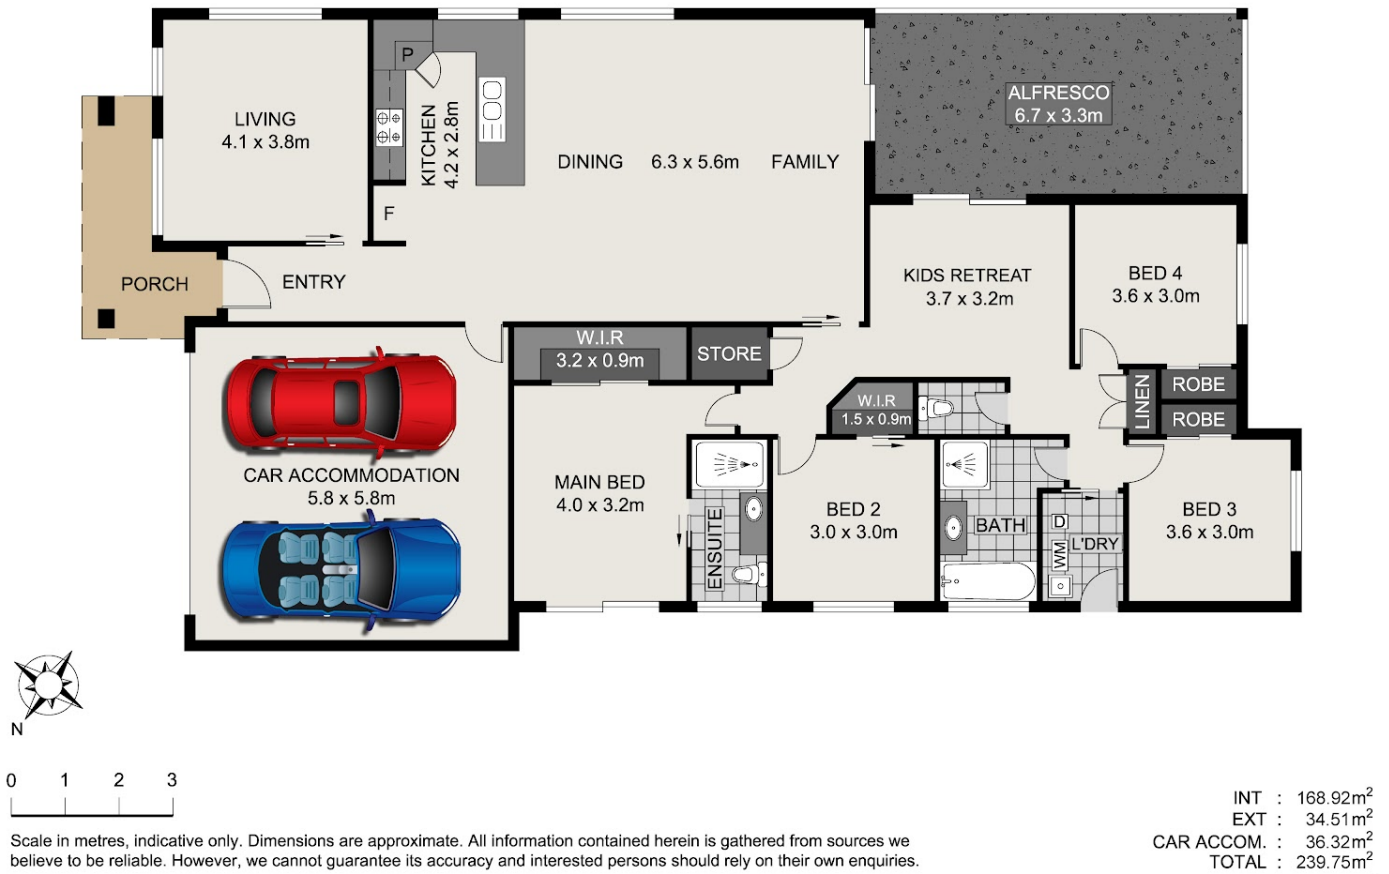 LIVING
4.1 x 3.8m
P
KITCHEN
4.2 x 2.8m
F
DINING 6.3 x 5.6m FAMILY
ALFRESCO
6.7 x 3.3m
PORCH
ENTRY
KIDS RETREAT
3.7 x 3.2m
BED 4
3.6 x 3.0m
W.I.R
3.2 x 0.9m
STORE
W.I.R
1.5 x 0.9m
LINEN
ROBE
ROBE
CAR ACCOMMODATION
5.8 x 5.8m
MAIN BED
4.0 x 3.2m
ENSUITE
BED 2
3.0 x 3.0m
BATH
D
WM
L'DRY
BED 3
3.6 x 3.0m
N
0 1 2 3
Scale in metres, indicative only. Dimensions are approximate. All information contained herein is gathered from sources we
believe to be reliable. However, we cannot guarantee its accuracy and interested persons should rely on their own enquiries.
INT : 168.92m²
EXT : 34.51m²
CAR ACCOM. : 36.32m²
TOTAL : 239.75m²